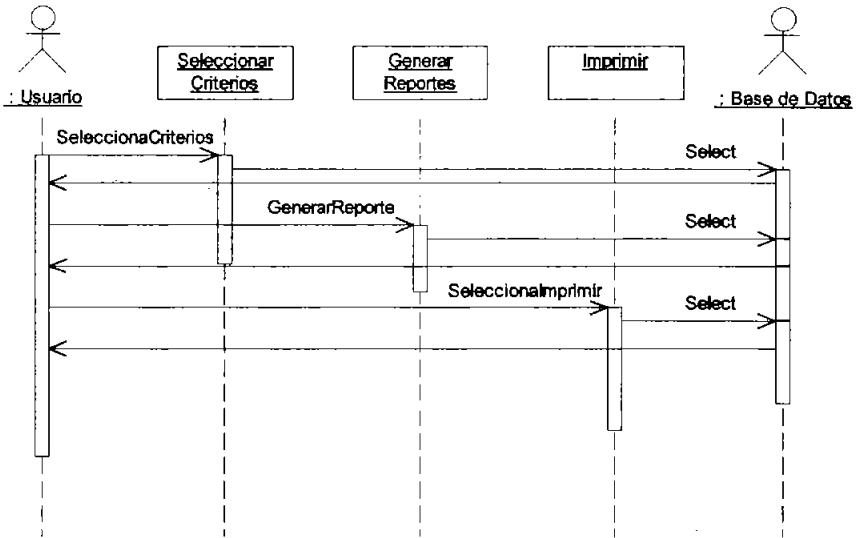 Seleccionar
Criterios
Generar
Reportes
Imprimir
: Usuario
: Base de Datos
SeleccionaCriterios
Select
GenerarReporte
Select
SeleccionaImprimir
Select